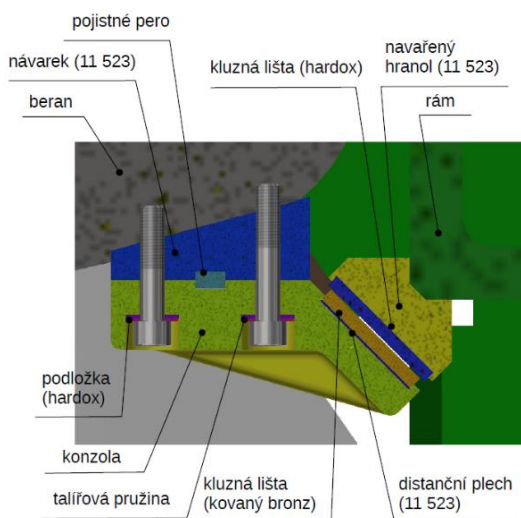 pojistné pero
návarek (11 523)
beran
kluzná lišta (hardox)
navařený
hranol (11 523)
rám
podložka
(hardox)
konzola
talířová pružina
kluzná lišta
(kovaný bronz)
distanční plech
(11 523)